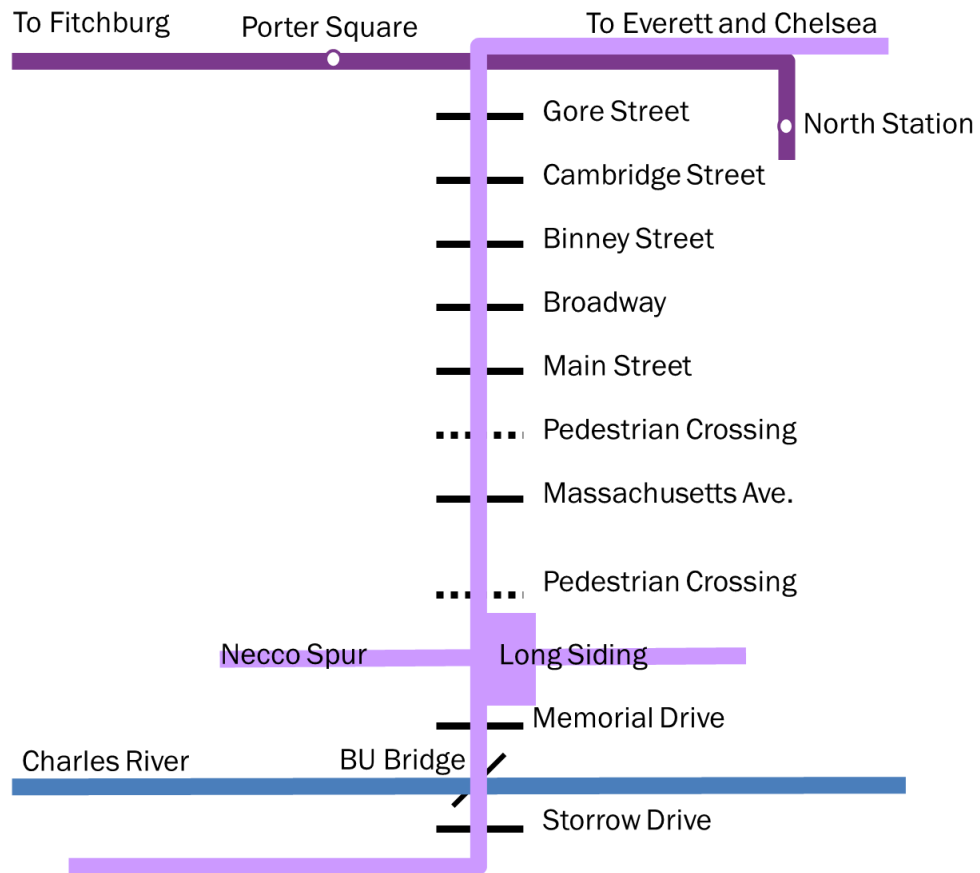 To Fitchburg
Porter Square
To Everett and Chelsea
Gore Street
North Station
Cambridge Street
Binney Street
Broadway
Main Street
Pedestrian Crossing
Massachusetts Ave.
Pedestrian Crossing
Necco Spur
Long Siding
Memorial Drive
Charles River
BU Bridge
Storrow Drive